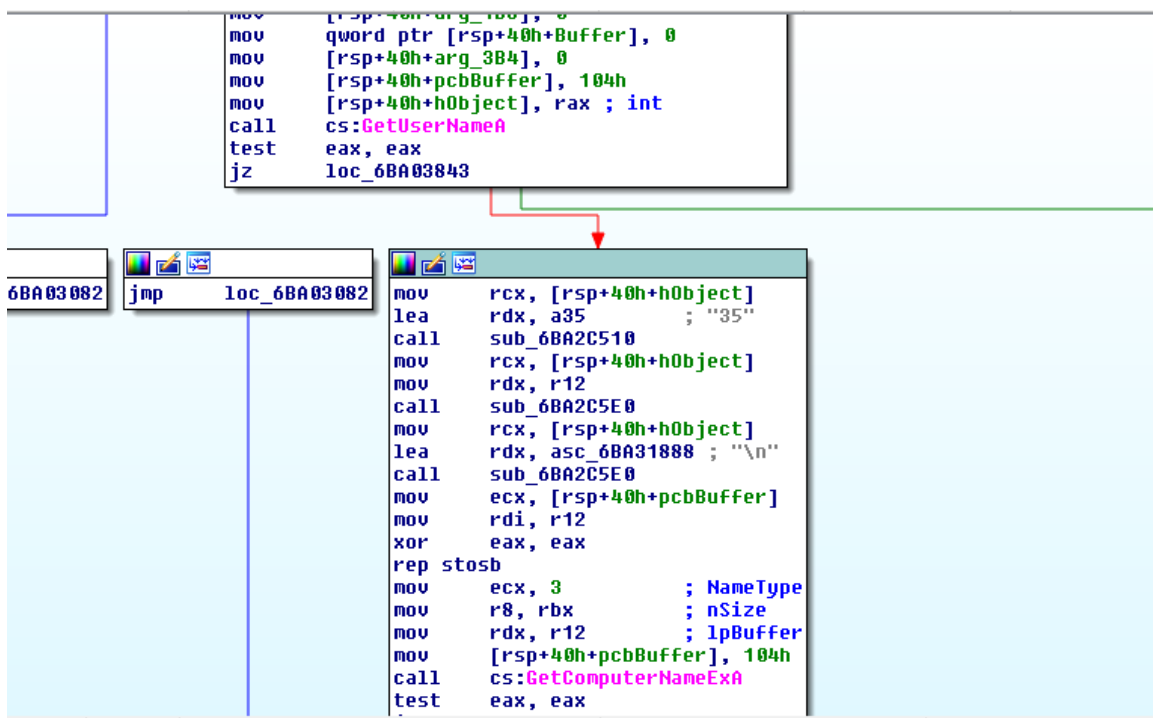 mov qword ptr [rsp+40h+Buffer], 0
mov [rsp+40h+arg_3B4], 0
mov [rsp+40h+pcbBuffer], 104h
mov [rsp+40h+hObject], rax ; int
call cs:GetUserNameA
test eax, eax
jz loc_6BA03843
6BA03082
jmp loc_6BA03082
mov rcx, [rsp+40h+hObject]
lea rdx, a35 ; "35"
call sub_6BA2C510
mov rcx, [rsp+40h+hObject]
mov rdx, r12
call sub_6BA2C5E0
mov rcx, [rsp+40h+hObject]
lea rdx, asc_6BA31888 ; "\n"
call sub_6BA2C5E0
mov ecx, [rsp+40h+pcbBuffer]
mov rdi, r12
xor eax, eax
rep stosb
mov ecx, 3 ; NameType
mov r8, rbx ; nSize
mov rdx, r12 ; lpBuffer
mov [rsp+40h+pcbBuffer], 104h
call cs:GetComputerNameExA
test eax, eax